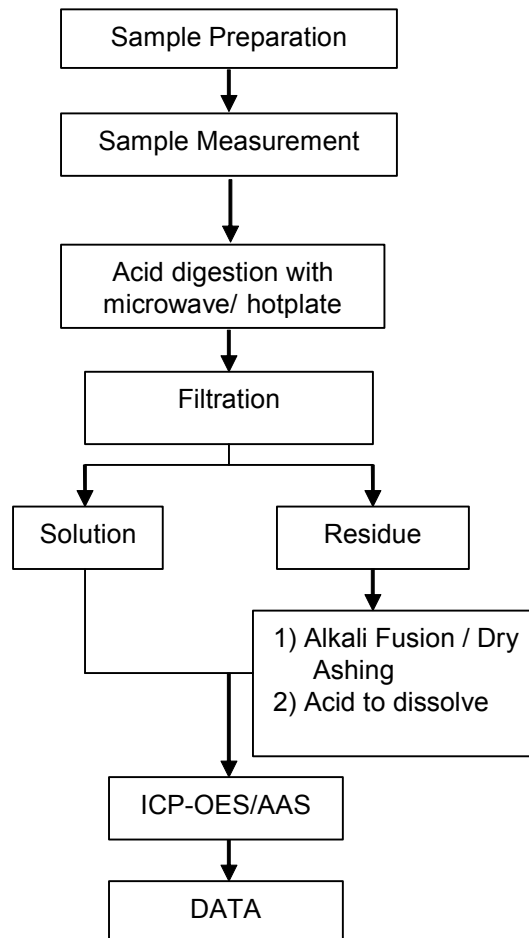 Sample Preparation
Sample Measurement
Acid digestion with
microwave/ hotplate
Filtration
Solution
Residue
1) Alkali Fusion / Dry
Ashing
2) Acid to dissolve
ICP-OES/AAS
DATA